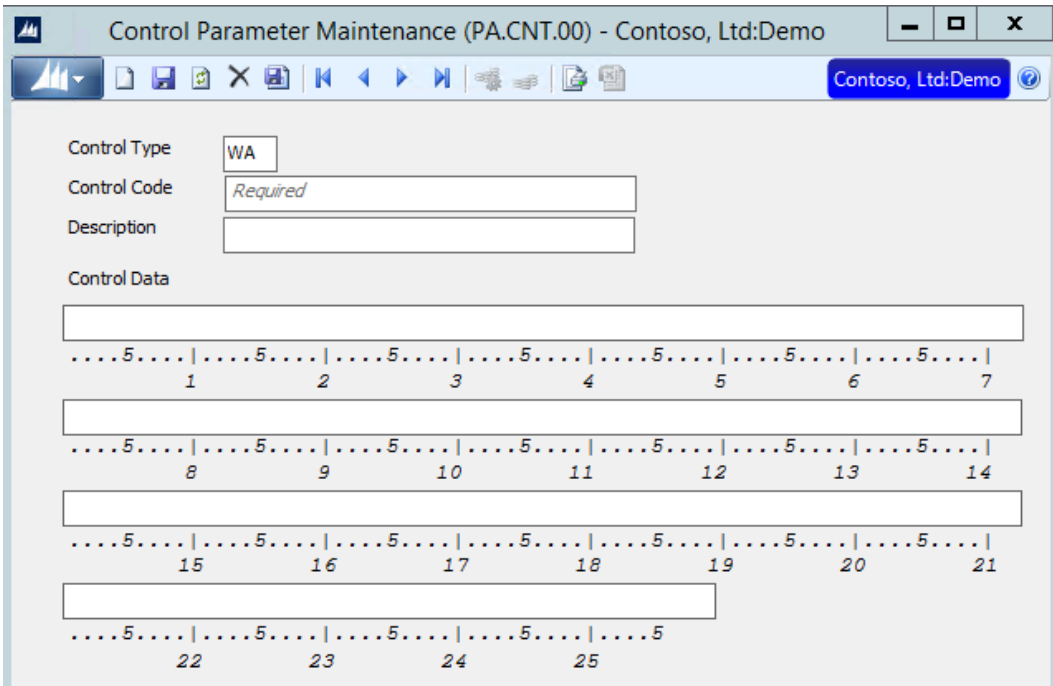 Control Parameter Maintenance (PA.CNT.00) - Contoso, Ltd:Demo
Contoso, Ltd:Demo
Control Type WA
Control Code Required
Description
Control Data
....5....|....5....|....5....|....5....|....5....|....5....|....5....|
1 2 3 4 5 6 7
....5....|....5....|....5....|....5....|....5....|....5....|....5....|
8 9 10 11 12 13 14
....5....|....5....|....5....|....5....|....5....|....5....|....5....|
15 16 17 18 19 20 21
....5....|....5....|....5....|....5....|....5
22 23 24 25